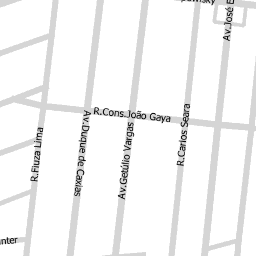 Av.José E
R.Cons.João Gaya
R.Fiuza Lima
Av.Duque de Caxias
Av.Getúlio Vargas
R.Carlos Seara